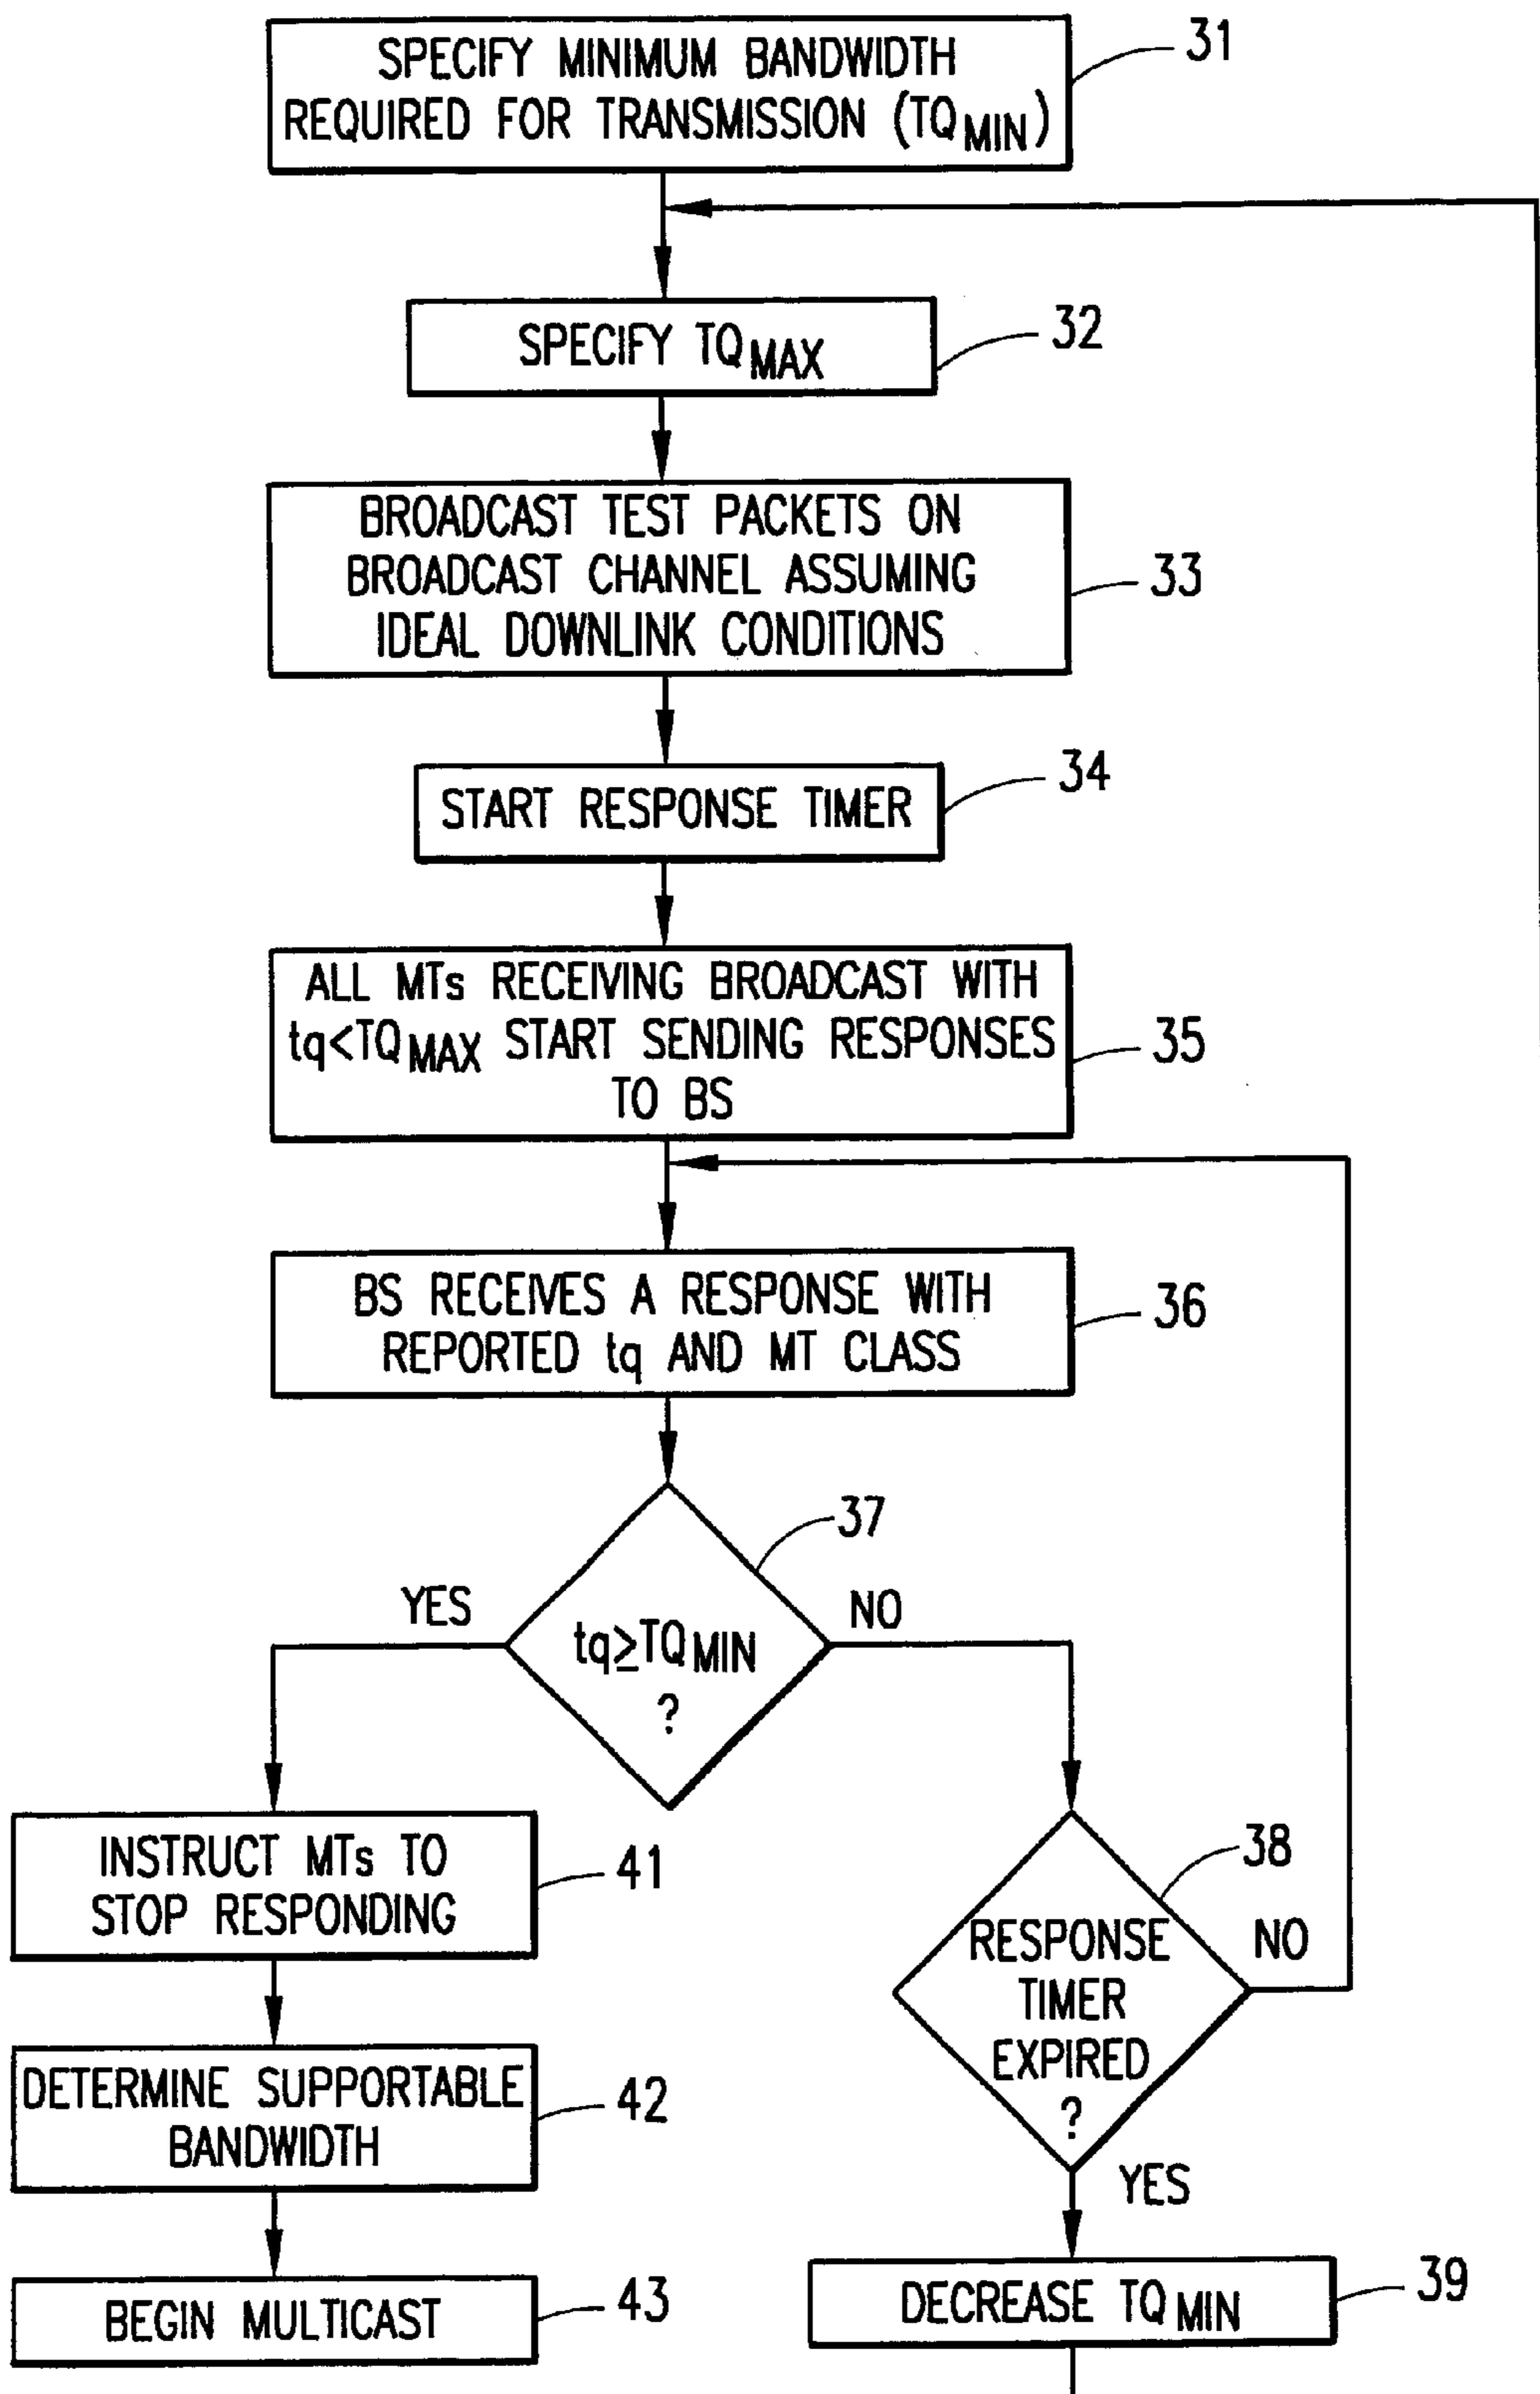 SPECIFY MINIMUM BANDWIDTH
REQUIRED FOR TRANSMISSION (TQMIN)
31
SPECIFY TQMAX
32
BROADCAST TEST PACKETS ON
BROADCAST CHANNEL ASSUMING
IDEAL DOWNLINK CONDITIONS
33
START RESPONSE TIMER
34
ALL MTs RECEIVING BROADCAST WITH
tq<TQMAX START SENDING RESPONSES
TO BS
35
BS RECEIVES A RESPONSE WITH
REPORTED tq AND MT CLASS
36
37
YES
NO
tq≥TQMIN
?
INSTRUCT MTs TO
STOP RESPONDING
41
38
RESPONSE
TIMER
EXPIRED
?
NO
YES
DETERMINE SUPPORTABLE
BANDWIDTH
42
BEGIN MULTICAST
43
DECREASE TQMIN
39